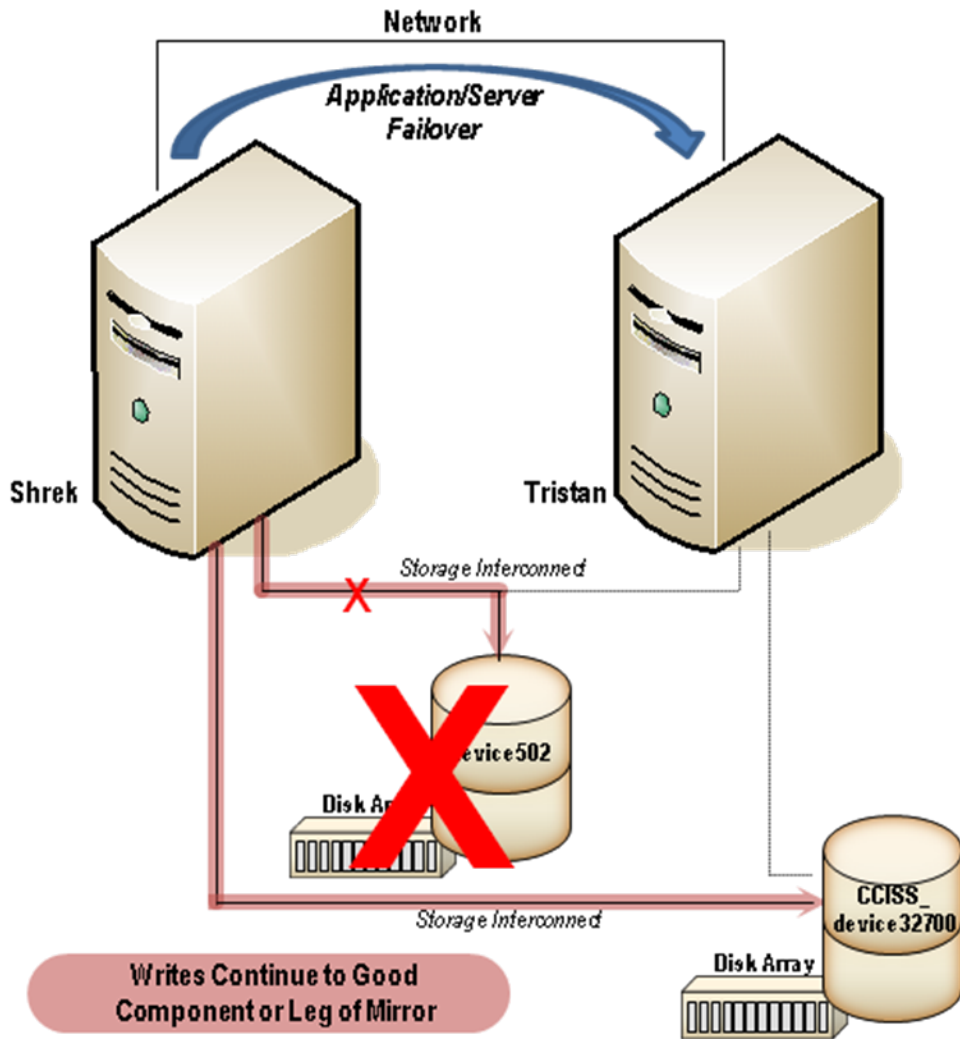 Network
Application/Server
Failover
Shrek
Tristan
Storage Interconnect
X
device502
Disk
CCISS_
device32700
Storage Interconnect
Disk Array
Writes Continue to Good
Component or Leg of Mirror